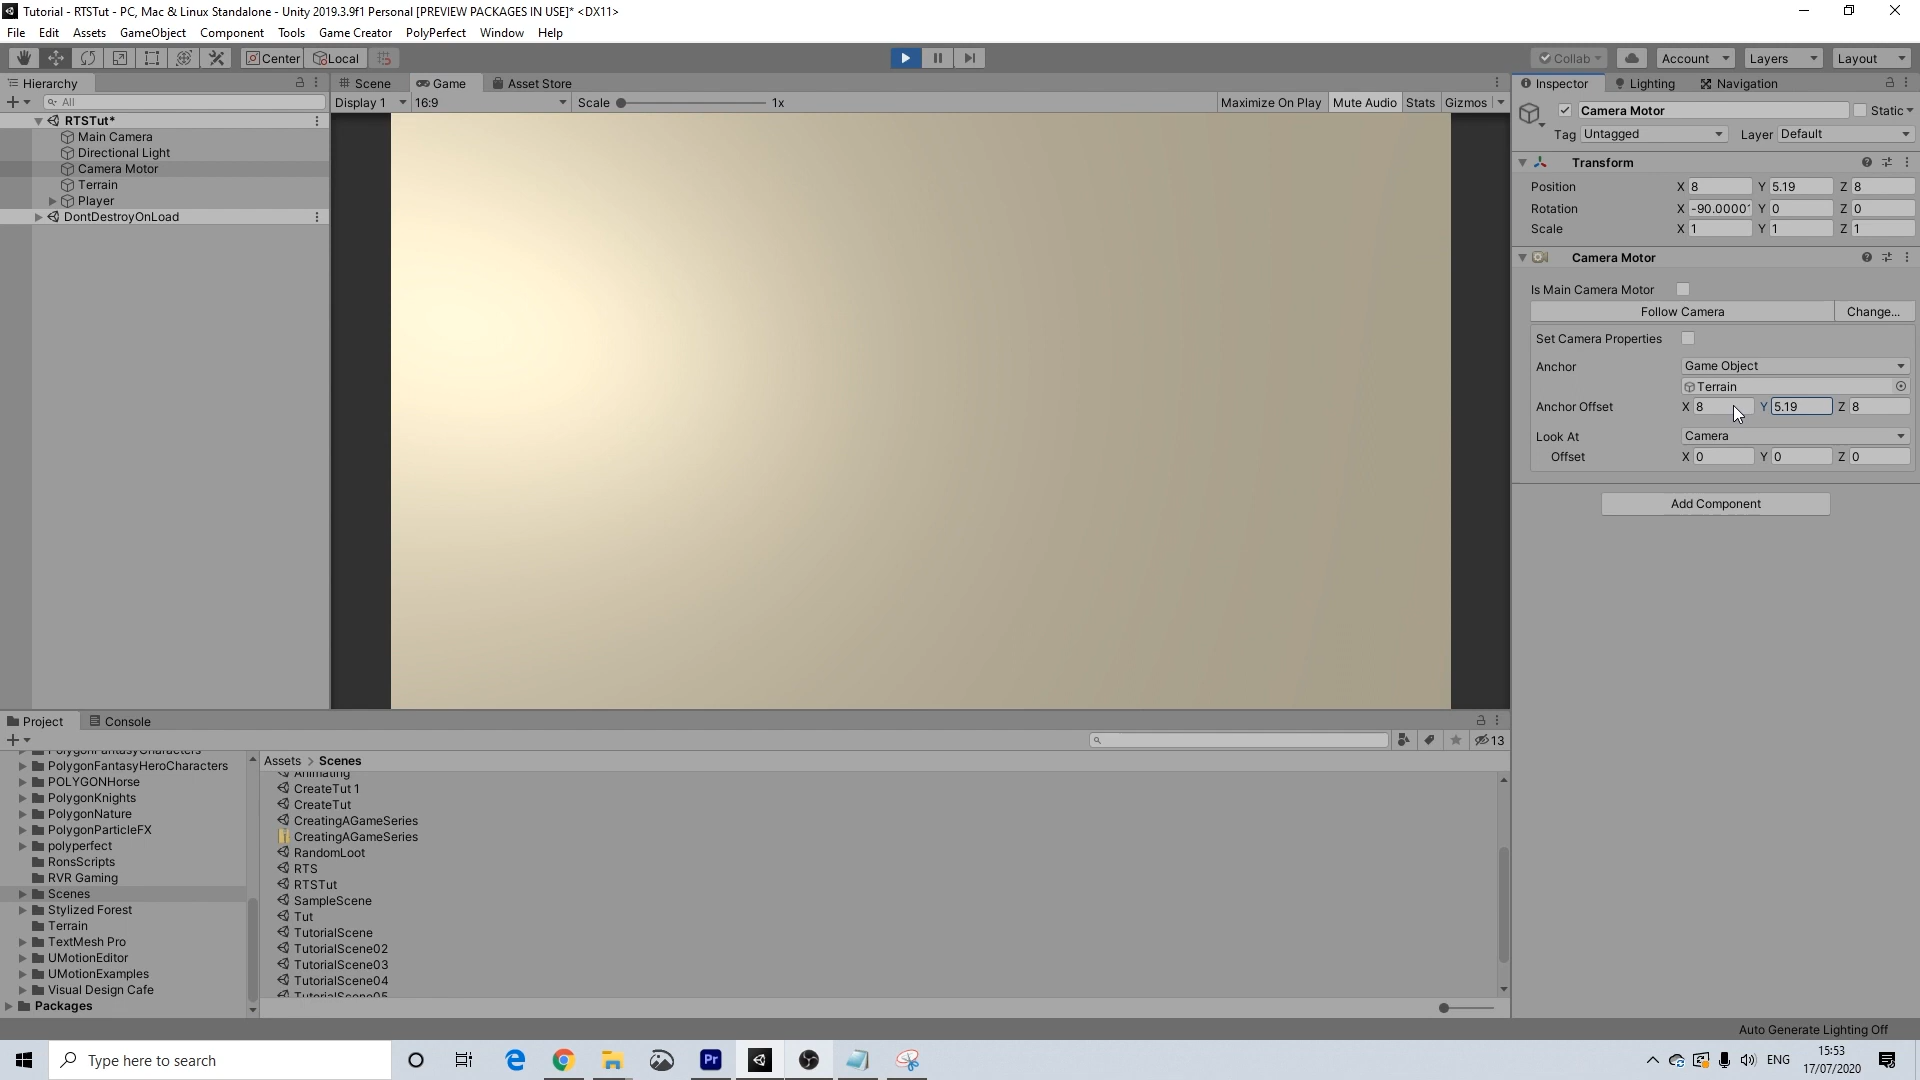 Tutorial - RTSTut - PC, Mac & Linux Standalone - Unity 2019.3.9f1 Personal [PREVIEW PACKAGES IN USE]* <DX11>
File Edit Assets GameObject Component Tools Game Creator PolyPerfect Window Help
Center Local Collab Account Layers Layout
Hierarchy Scene Game Asset Store Inspector Lighting Navigation
All Display 1 16:9 Scale 1x Maximize On Play Mute Audio Stats Gizmos
Camera Motor Static
Tag Untagged Layer Default
RTSTut*
Main Camera
Directional Light
Camera Motor
Terrain
Player
DontDestroyOnLoad
Transform
Position X 8 Y 5.19 Z 8
Rotation X -90.0000 Y 0 Z 0
Scale X 1 Y 1 Z 1
Camera Motor
Is Main Camera Motor
Follow Camera Change...
Set Camera Properties
Anchor Game Object
Terrain
Anchor Offset X 8 Y 5.19 Z 8
Look At Camera
Offset X 0 Y 0 Z 0
Add Component
Project Console
13
PolygonFantasyCharacters
PolygonFantasyHeroCharacters
POLYGONHorse
PolygonKnights
PolygonNature
PolygonParticleFX
polyperfect
RonsScripts
RVR Gaming
Scenes
Stylized Forest
Terrain
TextMesh Pro
UMotionEditor
UMotionExamples
Visual Design Cafe
Packages
Assets > Scenes
Animating
CreateTut 1
CreateTut
CreatingAGameSeries
CreatingAGameSeries
RandomLoot
RTS
RTSTut
SampleScene
Tut
TutorialScene
TutorialScene02
TutorialScene03
TutorialScene04
TutorialScene05
Auto Generate Lighting Off
Type here to search
Pr
ENG
15:53
17/07/2020